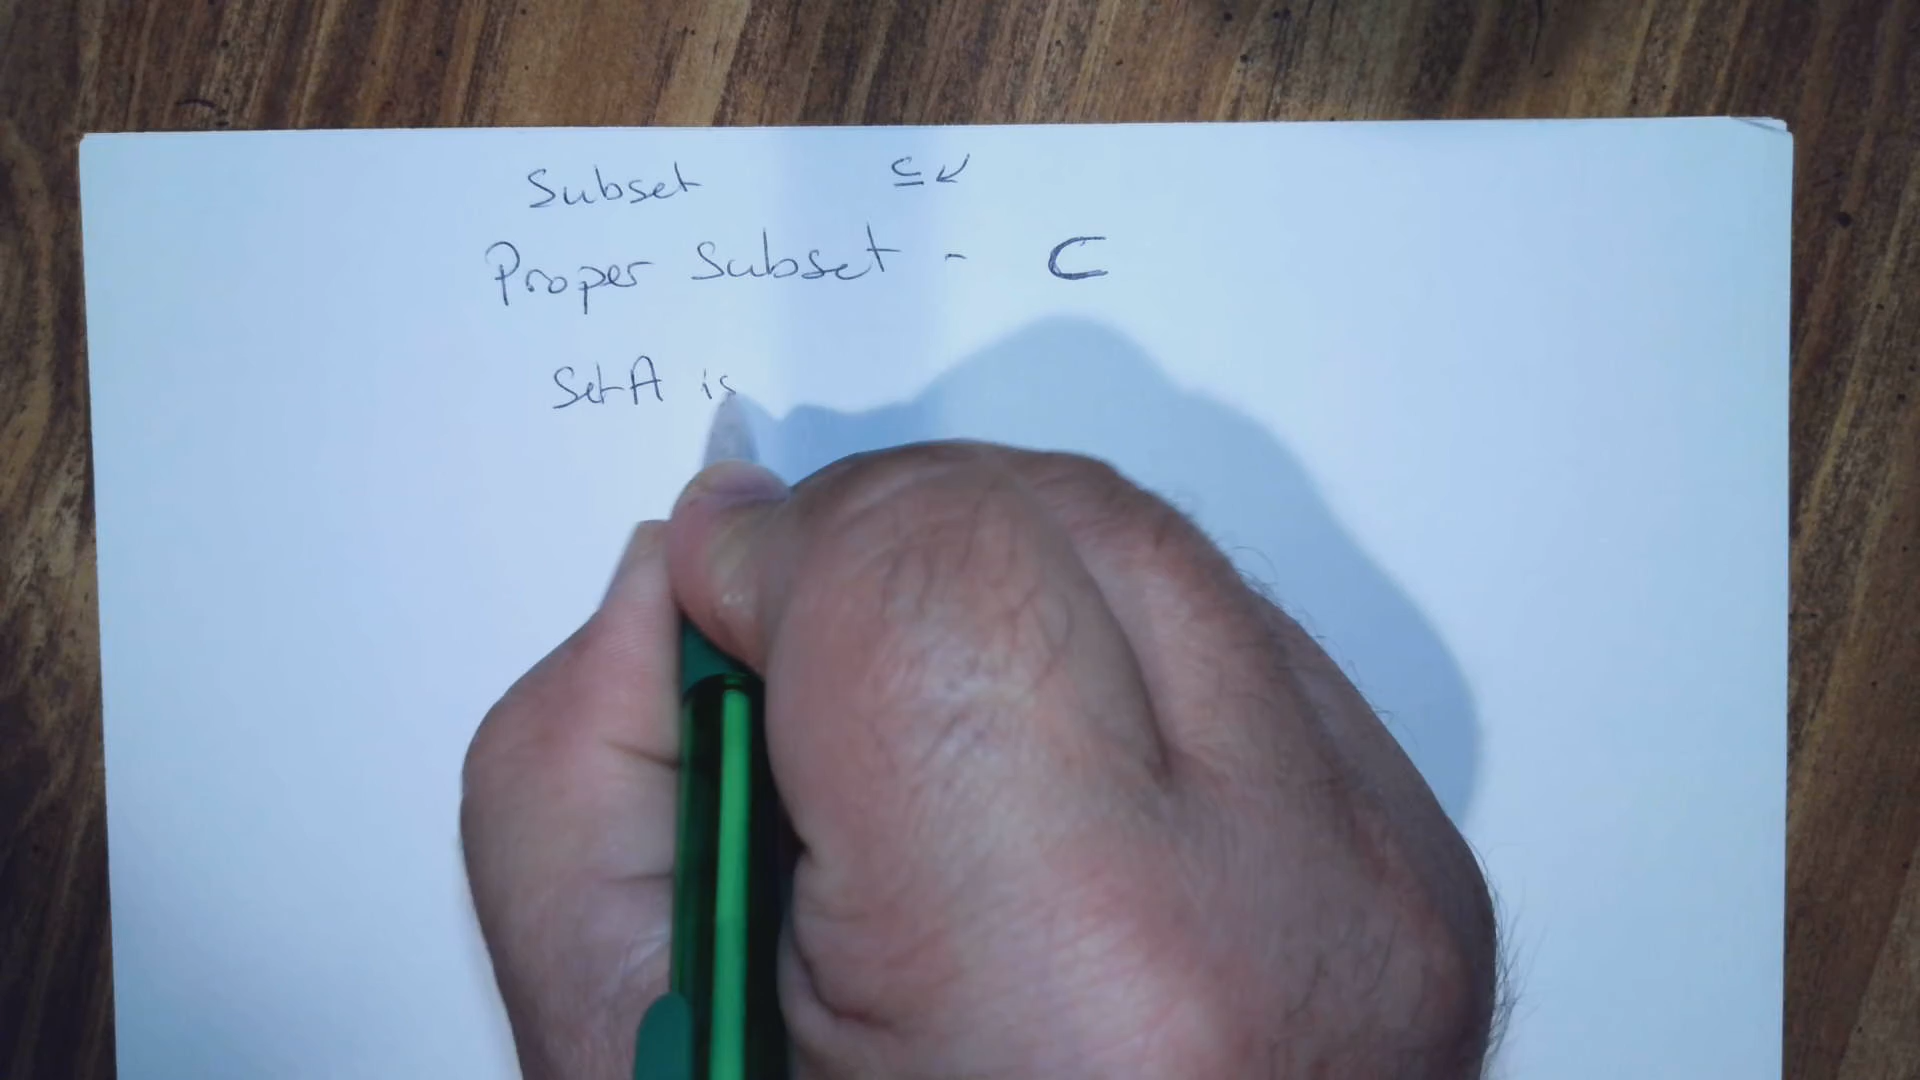 Subset ⊆ ↙
Proper Subset - ⊂
Set A is